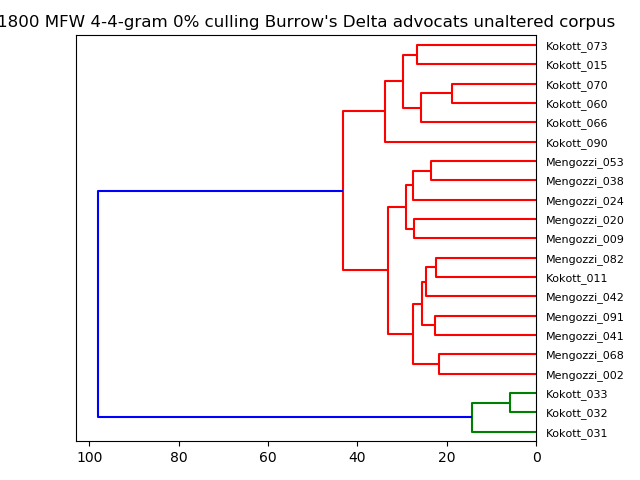 1800 MFW 4-4-gram 0% culling Burrow's Delta advocats unaltered corpus
Kokott_073
Kokott_015
Kokott_070
Kokott_060
Kokott_066
Kokott_090
Mengozzi_053
Mengozzi_038
Mengozzi_024
Mengozzi_020
Mengozzi_009
Mengozzi_082
Kokott_011
Mengozzi_042
Mengozzi_091
Mengozzi_041
Mengozzi_068
Mengozzi_002
Kokott_033
Kokott_032
Kokott_031
100 80 60 40 20 0